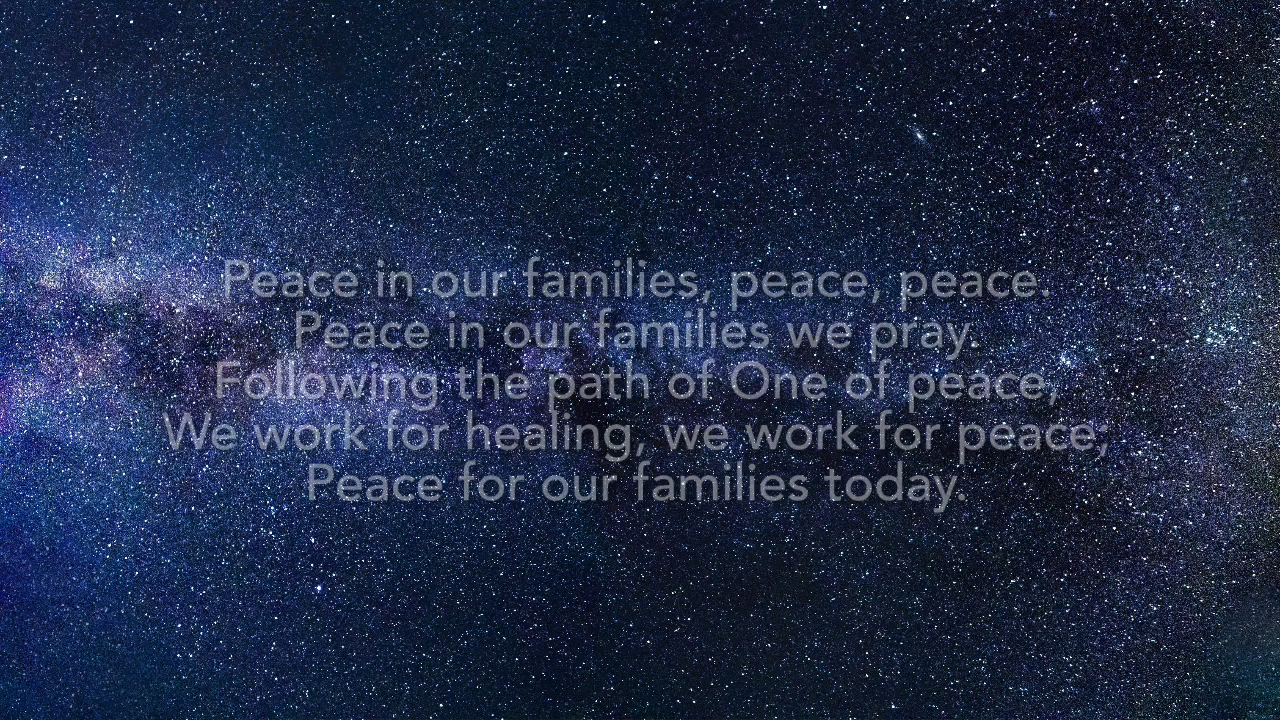 Peace in our families, peace, peace.
Peace in our families we pray.
Following the path of One of peace,
We work for healing, we work for peace;
Peace for our families today.